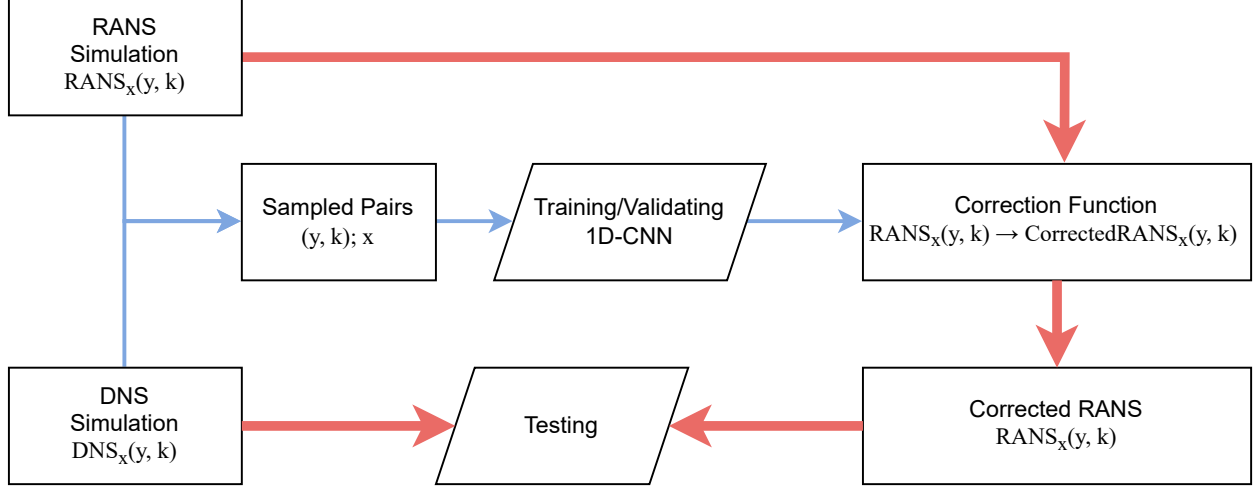 RANS
Simulation
RANSx(y, k)
Sampled Pairs
(y, k); x
Training/Validating
1D-CNN
Correction Function
RANSx(y, k) → CorrectedRANSx(y, k)
DNS
Simulation
DNSx(y, k)
Testing
Corrected RANS
RANSx(y, k)